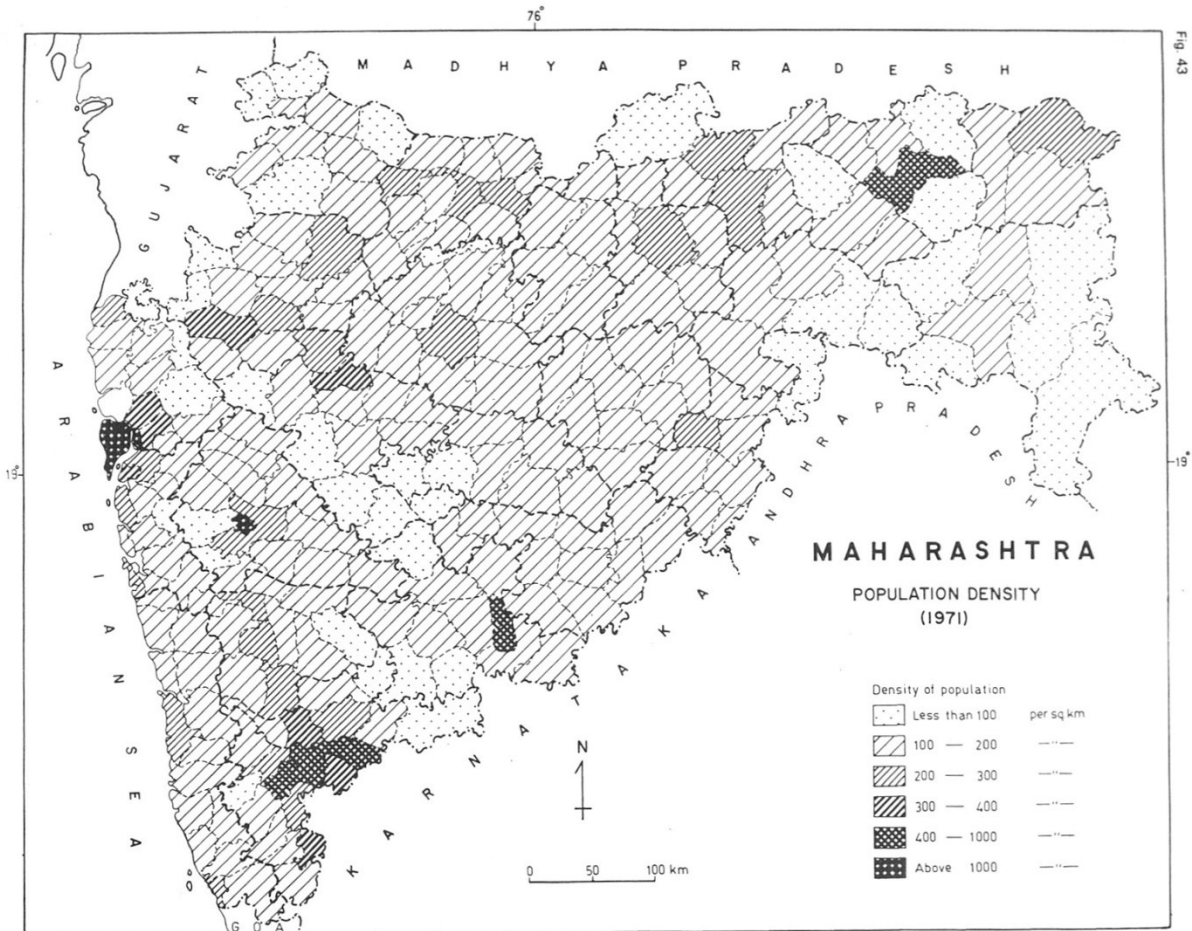 76°
Fig. 43
MADHYA PRADESH
GUJARAT
ARABIAN SEA
19°
19°
ANDHRA PRADESH
MAHARASHTRA
POPULATION DENSITY
(1971)
KARNATAKA
Density of population
Less than 100 per sq.km
100 — 200 —"—
200 — 300 —"—
300 — 400 —"—
400 — 1000 —"—
Above 1000 —"—
N
0 50 100 km
GOA